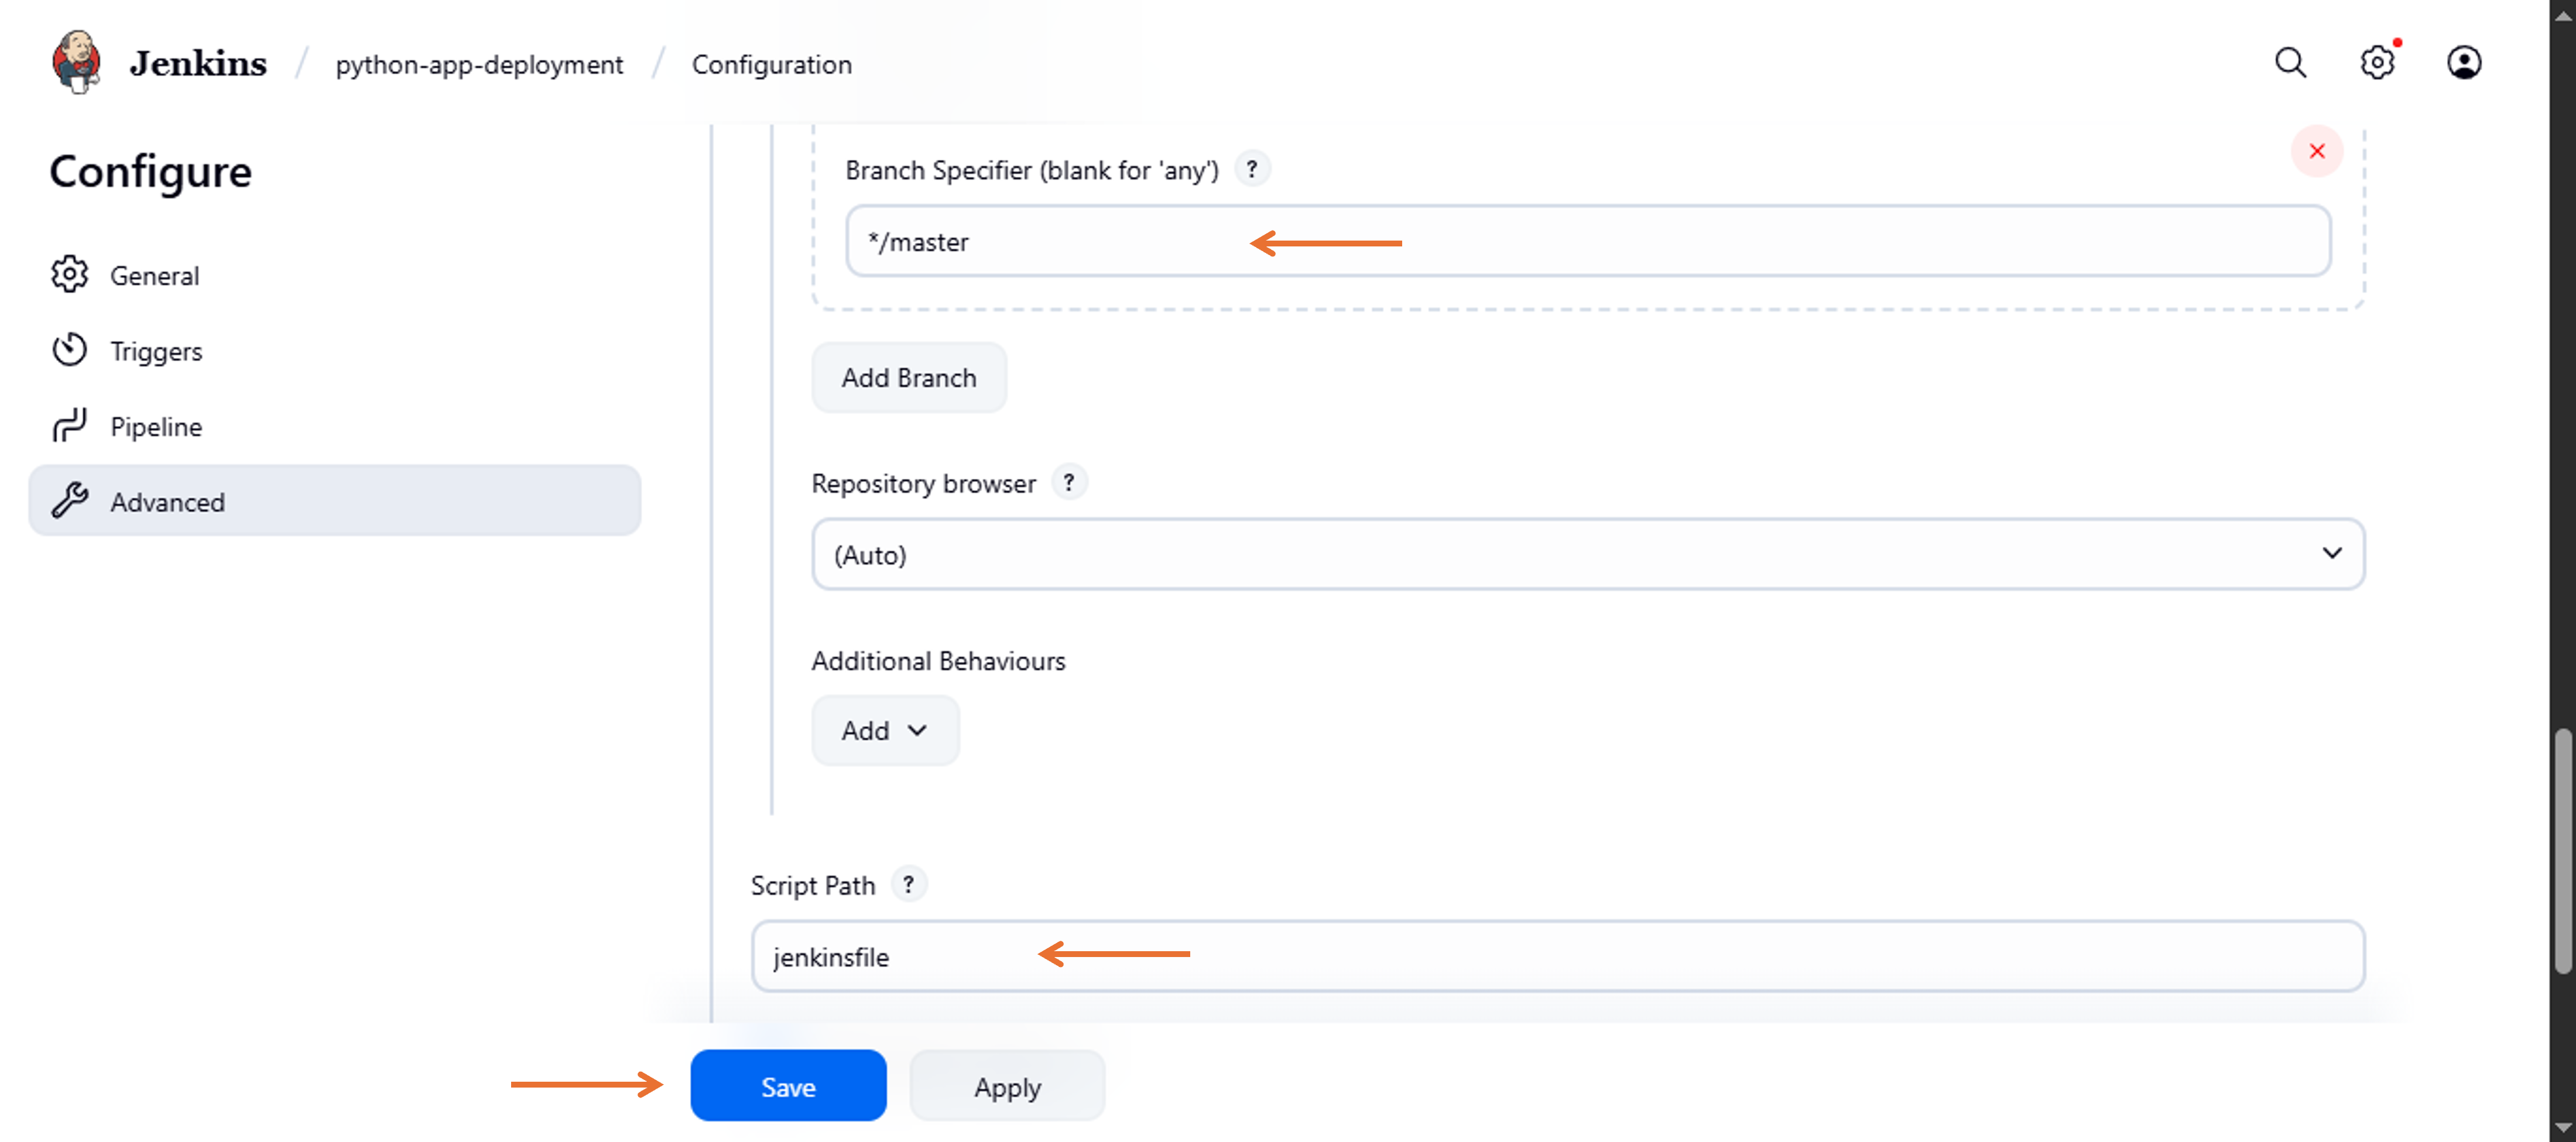 Jenkins / python-app-deployment / Configuration
Configure
General
Triggers
Pipeline
Advanced
Branch Specifier (blank for 'any') ?
*/master
Add Branch
Repository browser ?
(Auto)
Additional Behaviours
Add
Script Path ?
jenkinsfile
Save
Apply